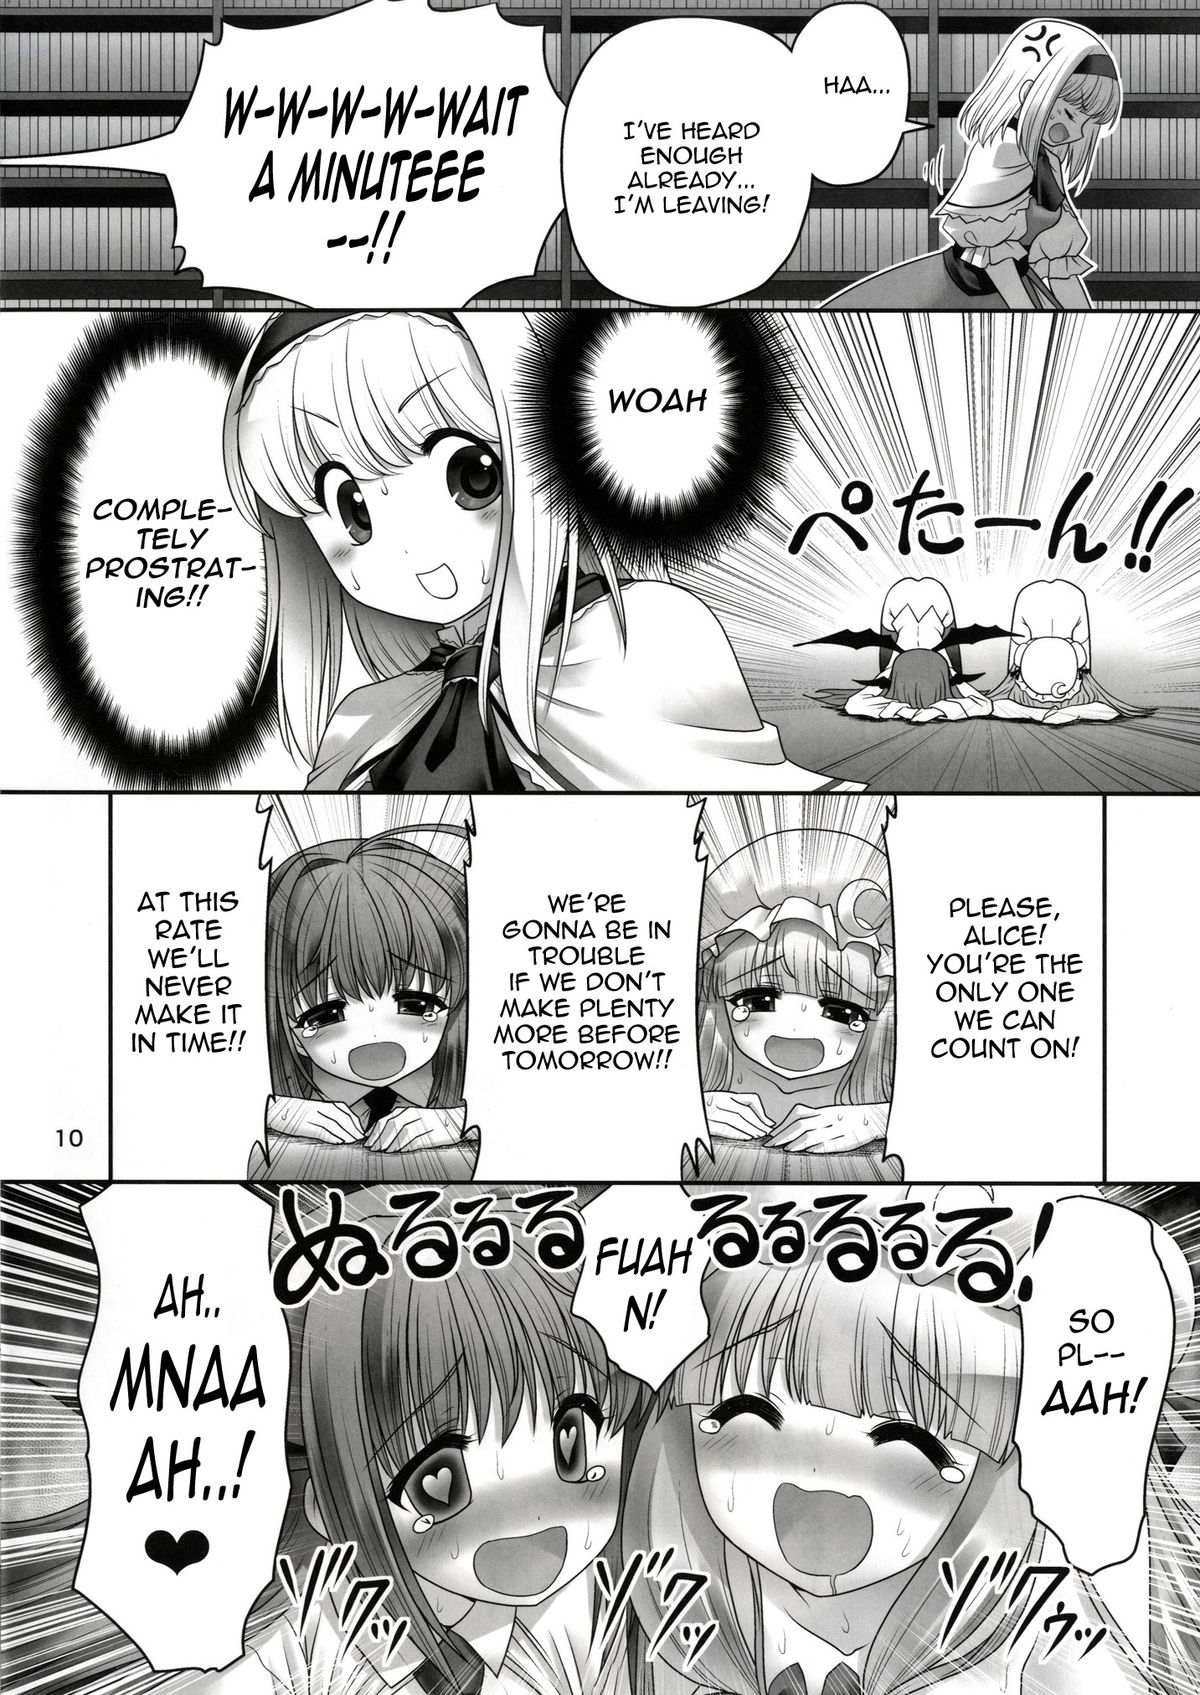 HAA...
I'VE HEARD
ENOUGH
ALREADY...
I'M LEAVING!
W-W-W-W-WAIT
A MINUTEEE
--!!
ぺたーん!!
WOAH
COMPLE-
TELY
PROSTRAT-
ING!!
PLEASE,
ALICE!
YOU'RE THE
ONLY ONE
WE CAN
COUNT ON!
WE'RE
GONNA BE IN
TROUBLE
IF WE DON'T
MAKE PLENTY
MORE BEFORE
TOMORROW!!
AT THIS
RATE
WE'LL
NEVER
MAKE IT
IN TIME!!
10
ぬるるる
るるるるる!
SO
PL--
AAH!
FUAH
N!
AH..
MNAA
AH..!
♥
ゾクッ
ゾクッ
ゾクゥッ